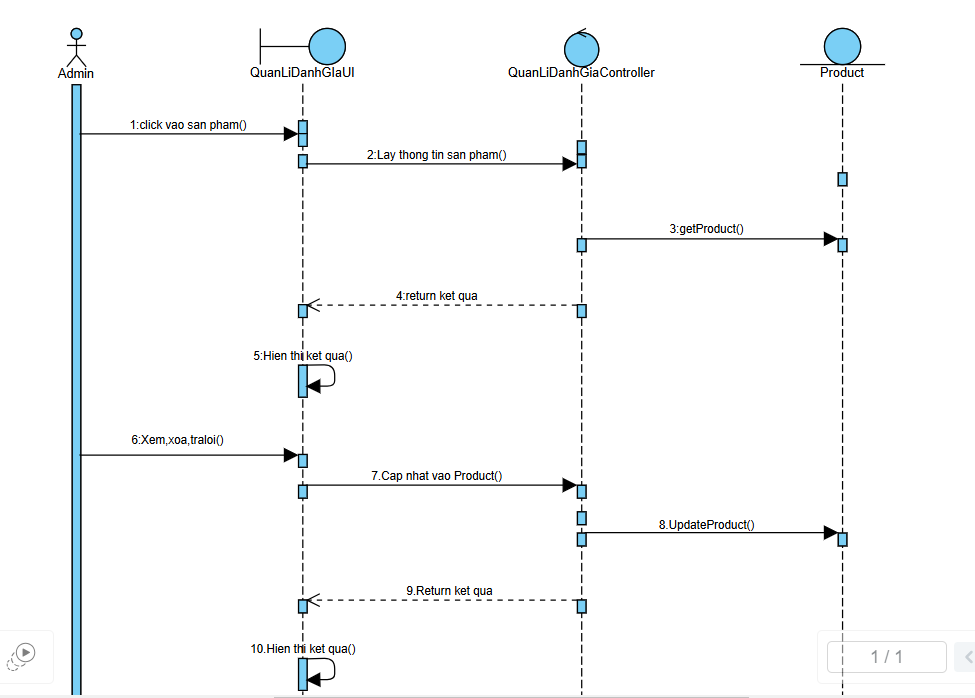 Admin
QuanLiDanhGIaUI
QuanLiDanhGiaController
Product
1:click vao san pham()
2:Lay thong tin san pham()
3:getProduct()
4:return ket qua
5:Hien thi ket qua()
6:Xem,xoa,traloi()
7.Cap nhat vao Product()
8.UpdateProduct()
9.Return ket qua
10.Hien thi ket qua()
1 / 1